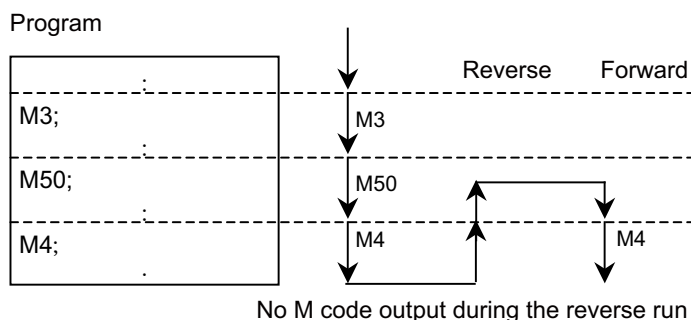 Program
Reverse Forward
M3; M3
M50; M50
M4; M4 M4
No M code output during the reverse run